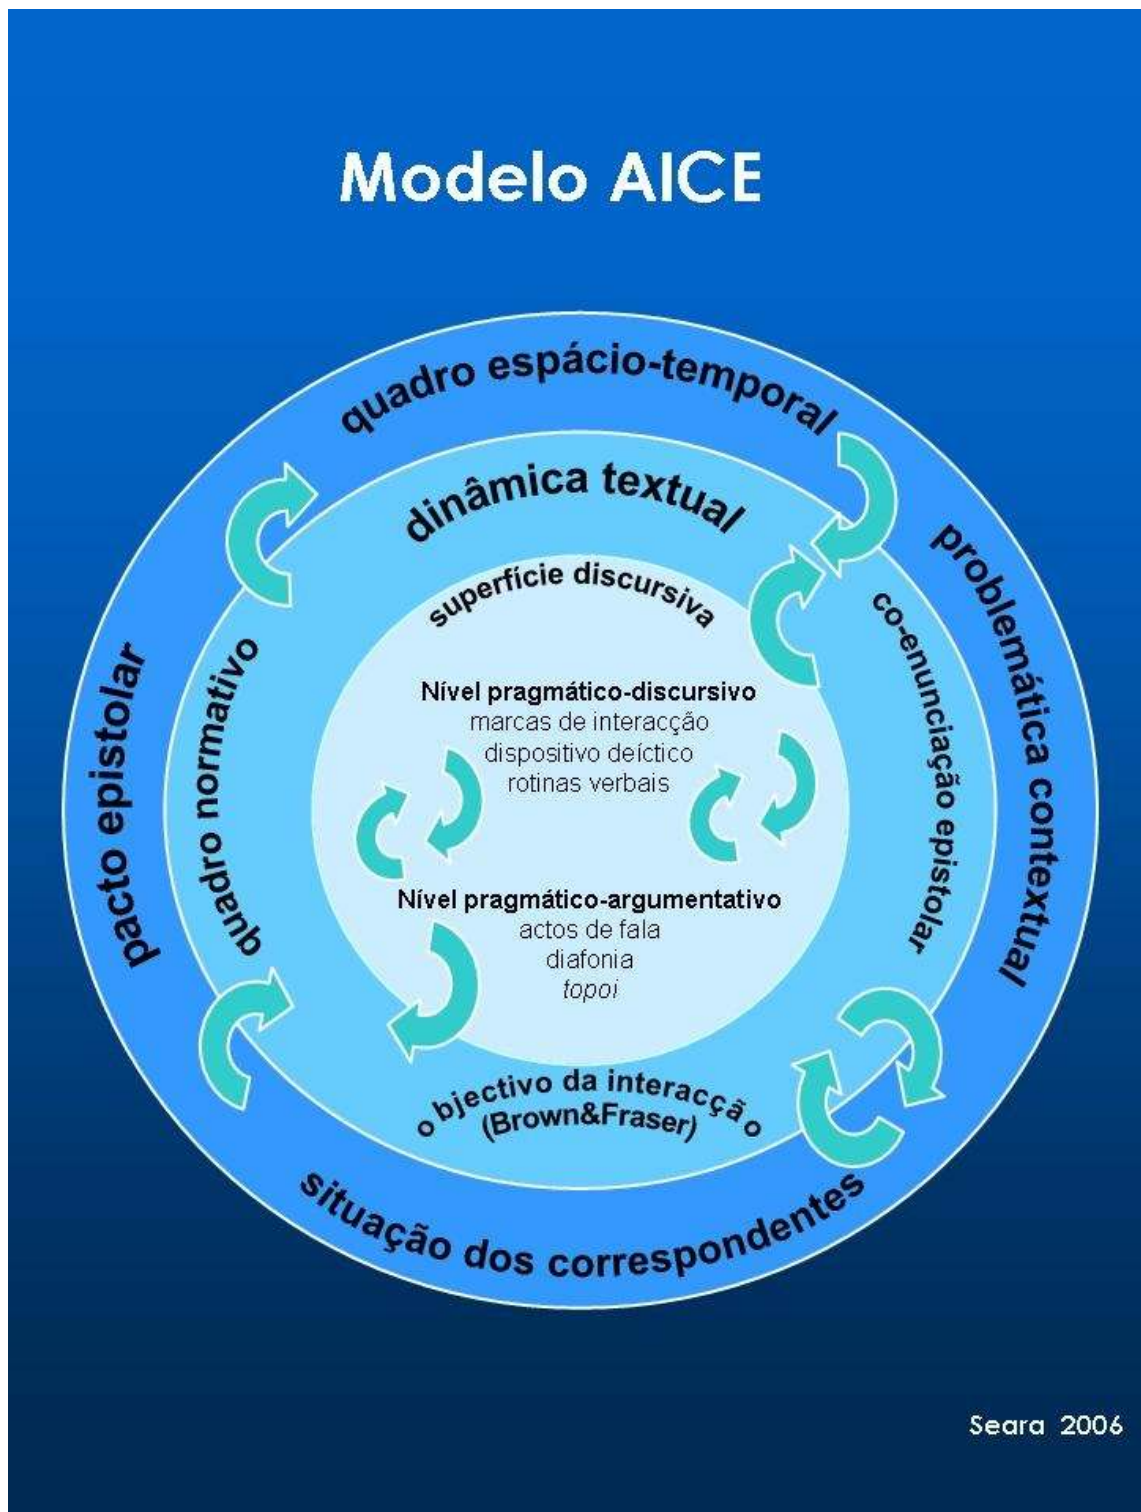 Modelo AICE
quadro espácio-temporal
problemática contextual
situação dos correspondentes
pacto epistolar
dinâmica textual
co-enunciação epistolar
objectivo da interacção
(Brown&Fraser)
quadro normativo
superfície discursiva
Nível pragmático-discursivo
marcas de interacção
dispositivo deíctico
rotinas verbais
Nível pragmático-argumentativo
actos de fala
diafonia
topoi
Seara 2006